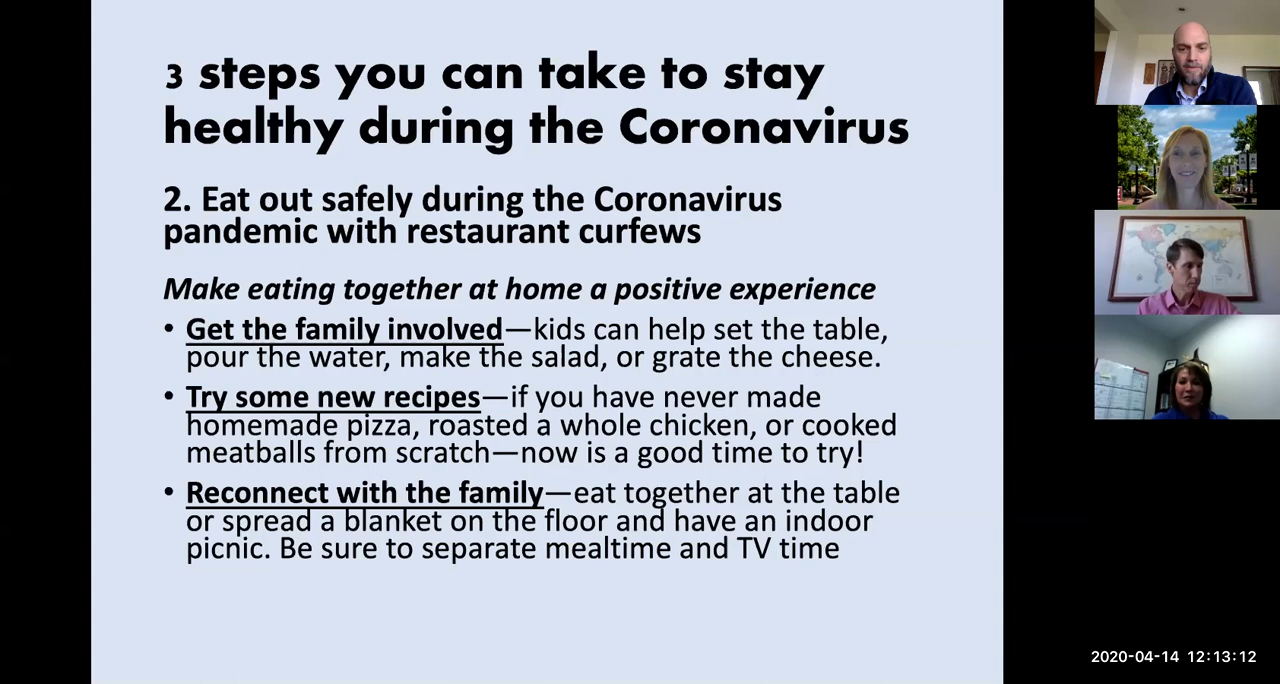 3 steps you can take to stay
healthy during the Coronavirus
2. Eat out safely during the Coronavirus
pandemic with restaurant curfews
Make eating together at home a positive experience
• Get the family involved—kids can help set the table,
pour the water, make the salad, or grate the cheese.
• Try some new recipes—if you have never made
homemade pizza, roasted a whole chicken, or cooked
meatballs from scratch—now is a good time to try!
• Reconnect with the family—eat together at the table
or spread a blanket on the floor and have an indoor
picnic. Be sure to separate mealtime and TV time
2020-04-14 12:13:12